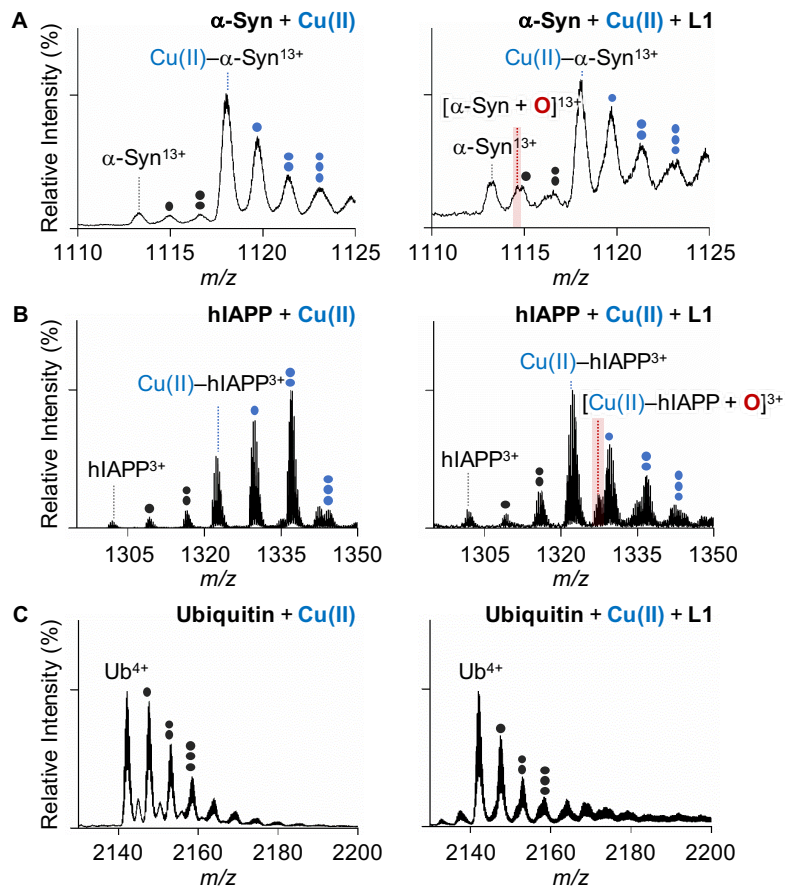 A
α-Syn + Cu(II)
Cu(II)–α-Syn¹³⁺
α-Syn¹³⁺
Relative Intensity (%)
1110 1115 1120 1125
m/z
α-Syn + Cu(II) + L1
Cu(II)–α-Syn¹³⁺
[α-Syn + O]¹³⁺
α-Syn¹³⁺
1110 1115 1120 1125
m/z
B
hIAPP + Cu(II)
Cu(II)–hIAPP³⁺
hIAPP³⁺
Relative Intensity (%)
1305 1320 1335 1350
m/z
hIAPP + Cu(II) + L1
Cu(II)–hIAPP³⁺
[Cu(II)–hIAPP + O]³⁺
hIAPP³⁺
1305 1320 1335 1350
m/z
C
Ubiquitin + Cu(II)
Ub⁴⁺
Relative Intensity (%)
2140 2160 2180 2200
m/z
Ubiquitin + Cu(II) + L1
Ub⁴⁺
2140 2160 2180 2200
m/z